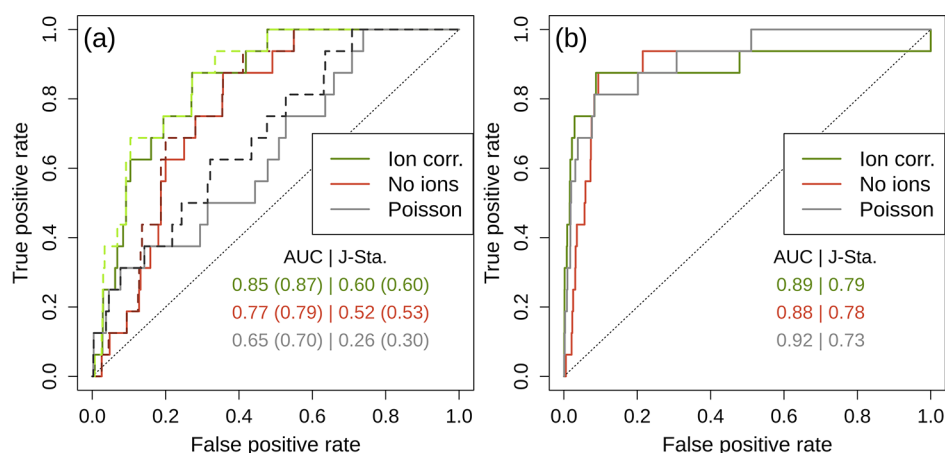 (a)
True positive rate
1.0
0.8
0.6
0.4
0.2
0.0
Ion corr.
No ions
Poisson
AUC | J-Sta.
0.85 (0.87) | 0.60 (0.60)
0.77 (0.79) | 0.52 (0.53)
0.65 (0.70) | 0.26 (0.30)
0.0 0.2 0.4 0.6 0.8 1.0
False positive rate
(b)
True positive rate
1.0
0.8
0.6
0.4
0.2
0.0
Ion corr.
No ions
Poisson
AUC | J-Sta.
0.89 | 0.79
0.88 | 0.78
0.92 | 0.73
0.0 0.2 0.4 0.6 0.8 1.0
False positive rate